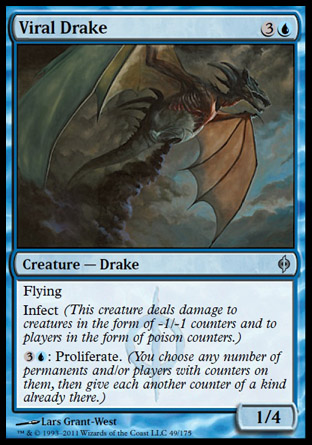 Viral Drake 3
Creature — Drake
Flying
Infect (This creature deals damage to
creatures in the form of -1/-1 counters and to
players in the form of poison counters.)
3: Proliferate. (You choose any number of
permanents and/or players with counters on
them, then give each another counter of a kind
already there.)
Lars Grant-West
™ & © 1993–2011 Wizards of the Coast LLC 49/175
1/4